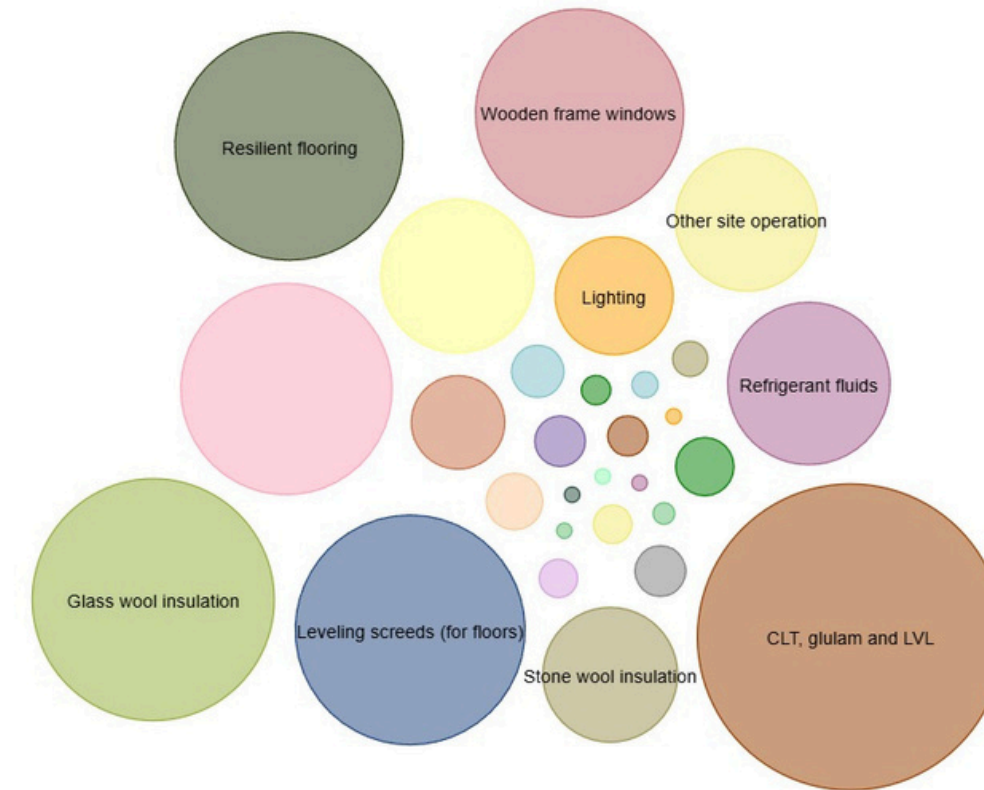 Wooden frame windows
Resilient flooring
Other site operation
Lighting
Refrigerant fluids
Glass wool insulation
Leveling screeds (for floors)
CLT, glulam and LVL
Stone wool insulation